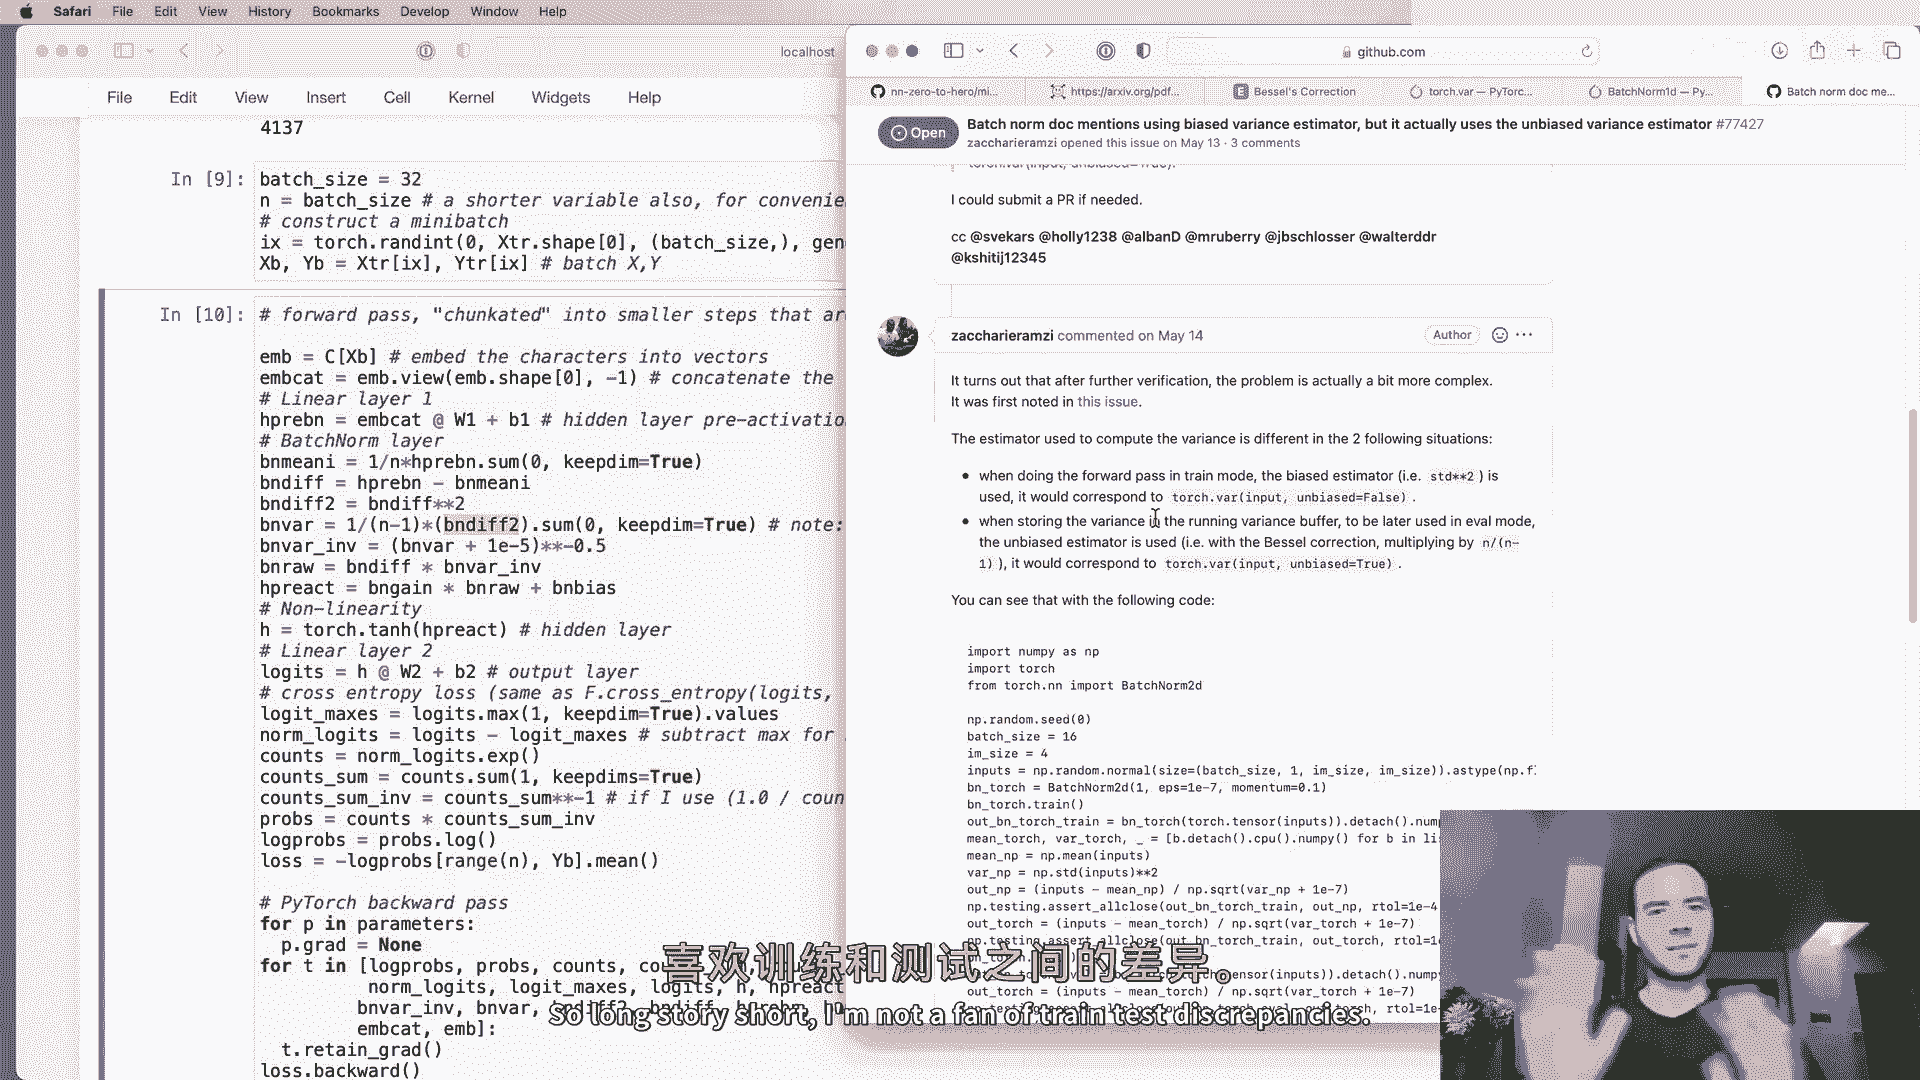 Safari File Edit View History Bookmarks Develop Window Help
localhost
File Edit View Insert Cell Kernel Widgets Help
4137
In [9]: batch_size = 32
n = batch_size # a shorter variable also, for convenie
# construct a minibatch
ix = torch.randint(0, Xtr.shape[0], (batch_size,), gen
Xb, Yb = Xtr[ix], Ytr[ix] # batch X,Y
In [10]: # forward pass, "chunkated" into smaller steps that ar
emb = C[Xb] # embed the characters into vectors
embcat = emb.view(emb.shape[0], -1) # concatenate the
# Linear layer 1
hprebn = embcat @ W1 + b1 # hidden layer pre-activatio
# BatchNorm layer
bnmeani = 1/n*hprebn.sum(0, keepdim=True)
bndiff = hprebn - bnmeani
bndiff2 = bndiff**2
bnvar = 1/(n-1)*(bndiff2).sum(0, keepdim=True) # note:
bnvar_inv = (bnvar + 1e-5)**-0.5
bnraw = bndiff * bnvar_inv
hpreact = bngain * bnraw + bnbias
# Non-linearity
h = torch.tanh(hpreact) # hidden layer
# Linear layer 2
logits = h @ W2 + b2 # output layer
# cross entropy loss (same as F.cross_entropy(logits,
logit_maxes = logits.max(1, keepdim=True).values
norm_logits = logits - logit_maxes # subtract max for
counts = norm_logits.exp()
counts_sum = counts.sum(1, keepdims=True)
counts_sum_inv = counts_sum**-1 # if I use (1.0 / coun
probs = counts * counts_sum_inv
logprobs = probs.log()
loss = -logprobs[range(n), Yb].mean()
# PyTorch backward pass
for p in parameters:
p.grad = None
for t in [logprobs, probs, counts, co
norm_logits, logit_maxes, logits, h, hpreact
bnvar_inv, bnvar, bndiff2, bndiff, hprebn, h
embcat, emb]:
t.retain_grad()
loss.backward()
github.com
nn-zero-to-hero/mi... https://arxiv.org/pdf... Bessel's Correction torch.var — PyTorc... BatchNorm1d — Py... Batch norm doc me...
Open Batch norm doc mentions using biased variance estimator, but it actually uses the unbiased variance estimator #77427
zaccharieramzi opened this issue on May 13 · 3 comments
torch.var(input, unbiased=True).
I could submit a PR if needed.
cc @svekars @holly1238 @albanD @mruberry @jbschlosser @walterddr
@kshitij12345
zaccharieramzi commented on May 14 Author
It turns out that after further verification, the problem is actually a bit more complex.
It was first noted in this issue.
The estimator used to compute the variance is different in the 2 following situations:
• when doing the forward pass in train mode, the biased estimator (i.e. std**2 ) is
used, it would correspond to torch.var(input, unbiased=False) .
• when storing the variance in the running variance buffer, to be later used in eval mode,
the unbiased estimator is used (i.e. with the Bessel correction, multiplying by n/(n-
1) ), it would correspond to torch.var(input, unbiased=True) .
You can see that with the following code:
import numpy as np
import torch
from torch.nn import BatchNorm2d
np.random.seed(0)
batch_size = 16
im_size = 4
inputs = np.random.normal(size=(batch_size, 1, im_size, im_size)).astype(np.f
bn_torch = BatchNorm2d(1, eps=1e-7, momentum=0.1)
bn_torch.train()
out_bn_torch_train = bn_torch(torch.tensor(inputs)).detach().nump
mean_torch, var_torch, _ = [b.detach().cpu().numpy() for b in lis
mean_np = np.mean(inputs)
var_np = np.std(inputs)**2
out_np = (inputs - mean_np) / np.sqrt(var_np + 1e-7)
np.testing.assert_allclose(out_bn_torch_train, out_np, rtol=1e-4
out_torch = (inputs - mean_torch) / np.sqrt(var_torch + 1e-7)
np.testing.assert_allclose(out_bn_torch_train, out_torch, rtol=1e
tensor(inputs)).detach().numpy
out_torch = (inputs - mean_torch) / np.sqrt(var_torch + 1e-7)
喜欢训练和测试之间的差异。
So long story short, I'm not a fan of train test discrepancies.